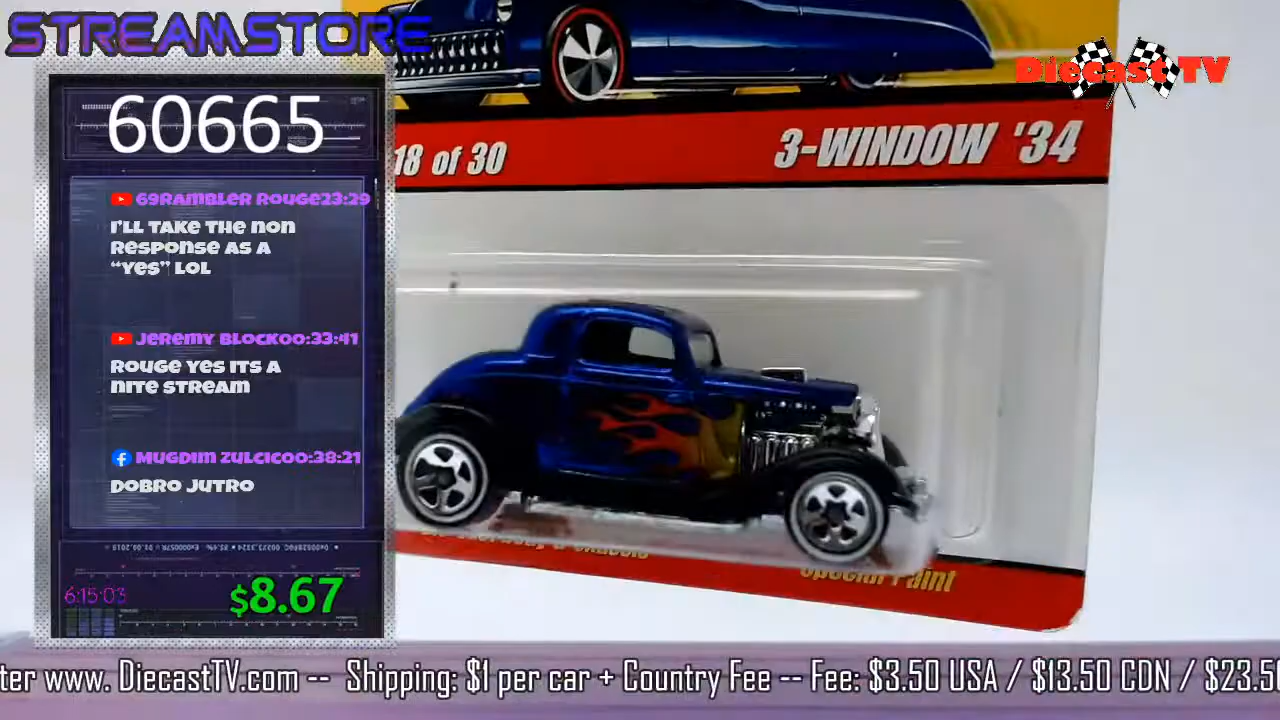 STREAMSTORE
Diecast TV
60665
18 of 30
3-WINDOW '34
69Rambler Rouge23:29
I'LL TAKE THE NON
RESPONSE AS A
“YES” LOL
Jeremy Block00:33:41
ROUGE YES ITS A
NITE STREAM
Mugdim Zulcic00:38:21
DOBRO JUTRO
6:15:03
$8.67
Special Paint
ter www. DiecastTV.com -- Shipping: $1 per car + Country Fee -- Fee: $3.50 USA / $13.50 CDN / $23.50